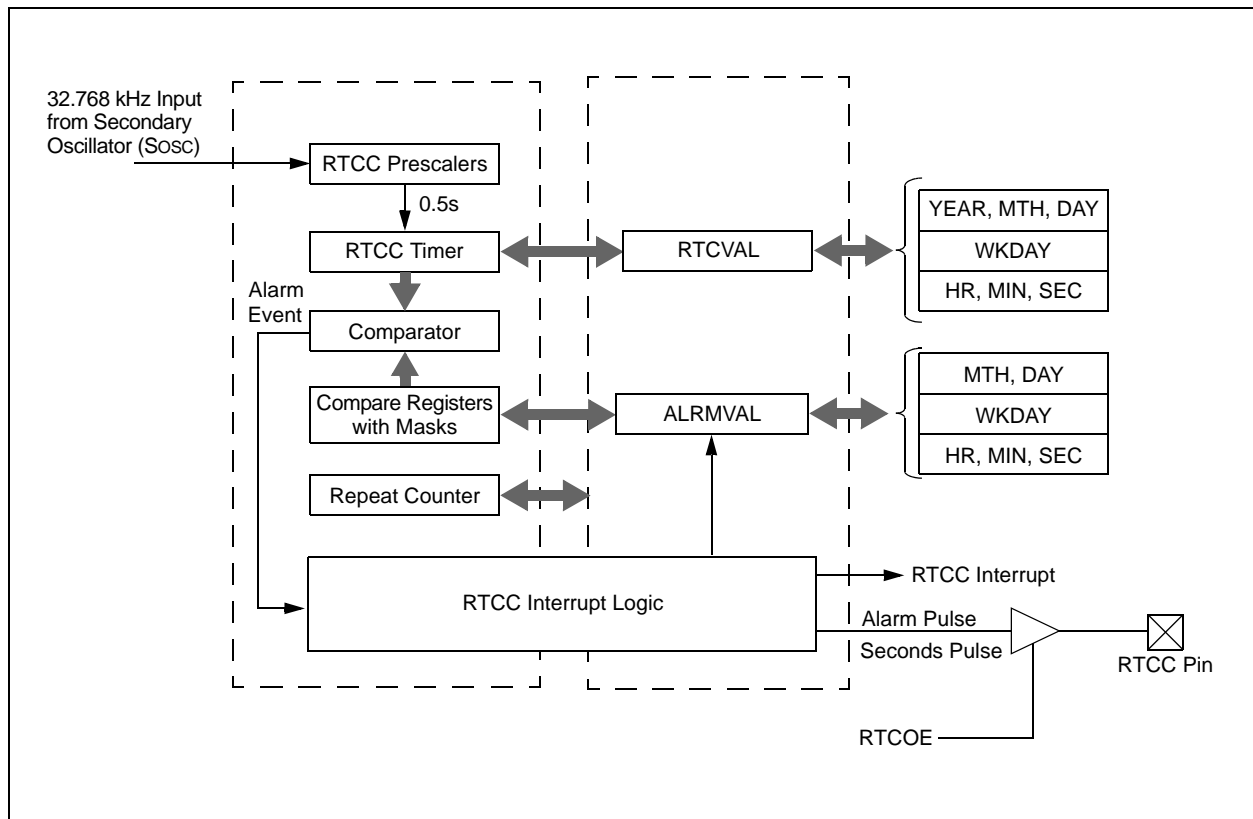 32.768 kHz Input
from Secondary
Oscillator (SOSC)
RTCC Prescalers
0.5s
RTCC Timer
RTCVAL
YEAR, MTH, DAY
WKDAY
HR, MIN, SEC
Alarm
Event
Comparator
Compare Registers
with Masks
ALRMVAL
MTH, DAY
WKDAY
HR, MIN, SEC
Repeat Counter
RTCC Interrupt Logic
RTCC Interrupt
Alarm Pulse
Seconds Pulse
RTCC Pin
RTCOE